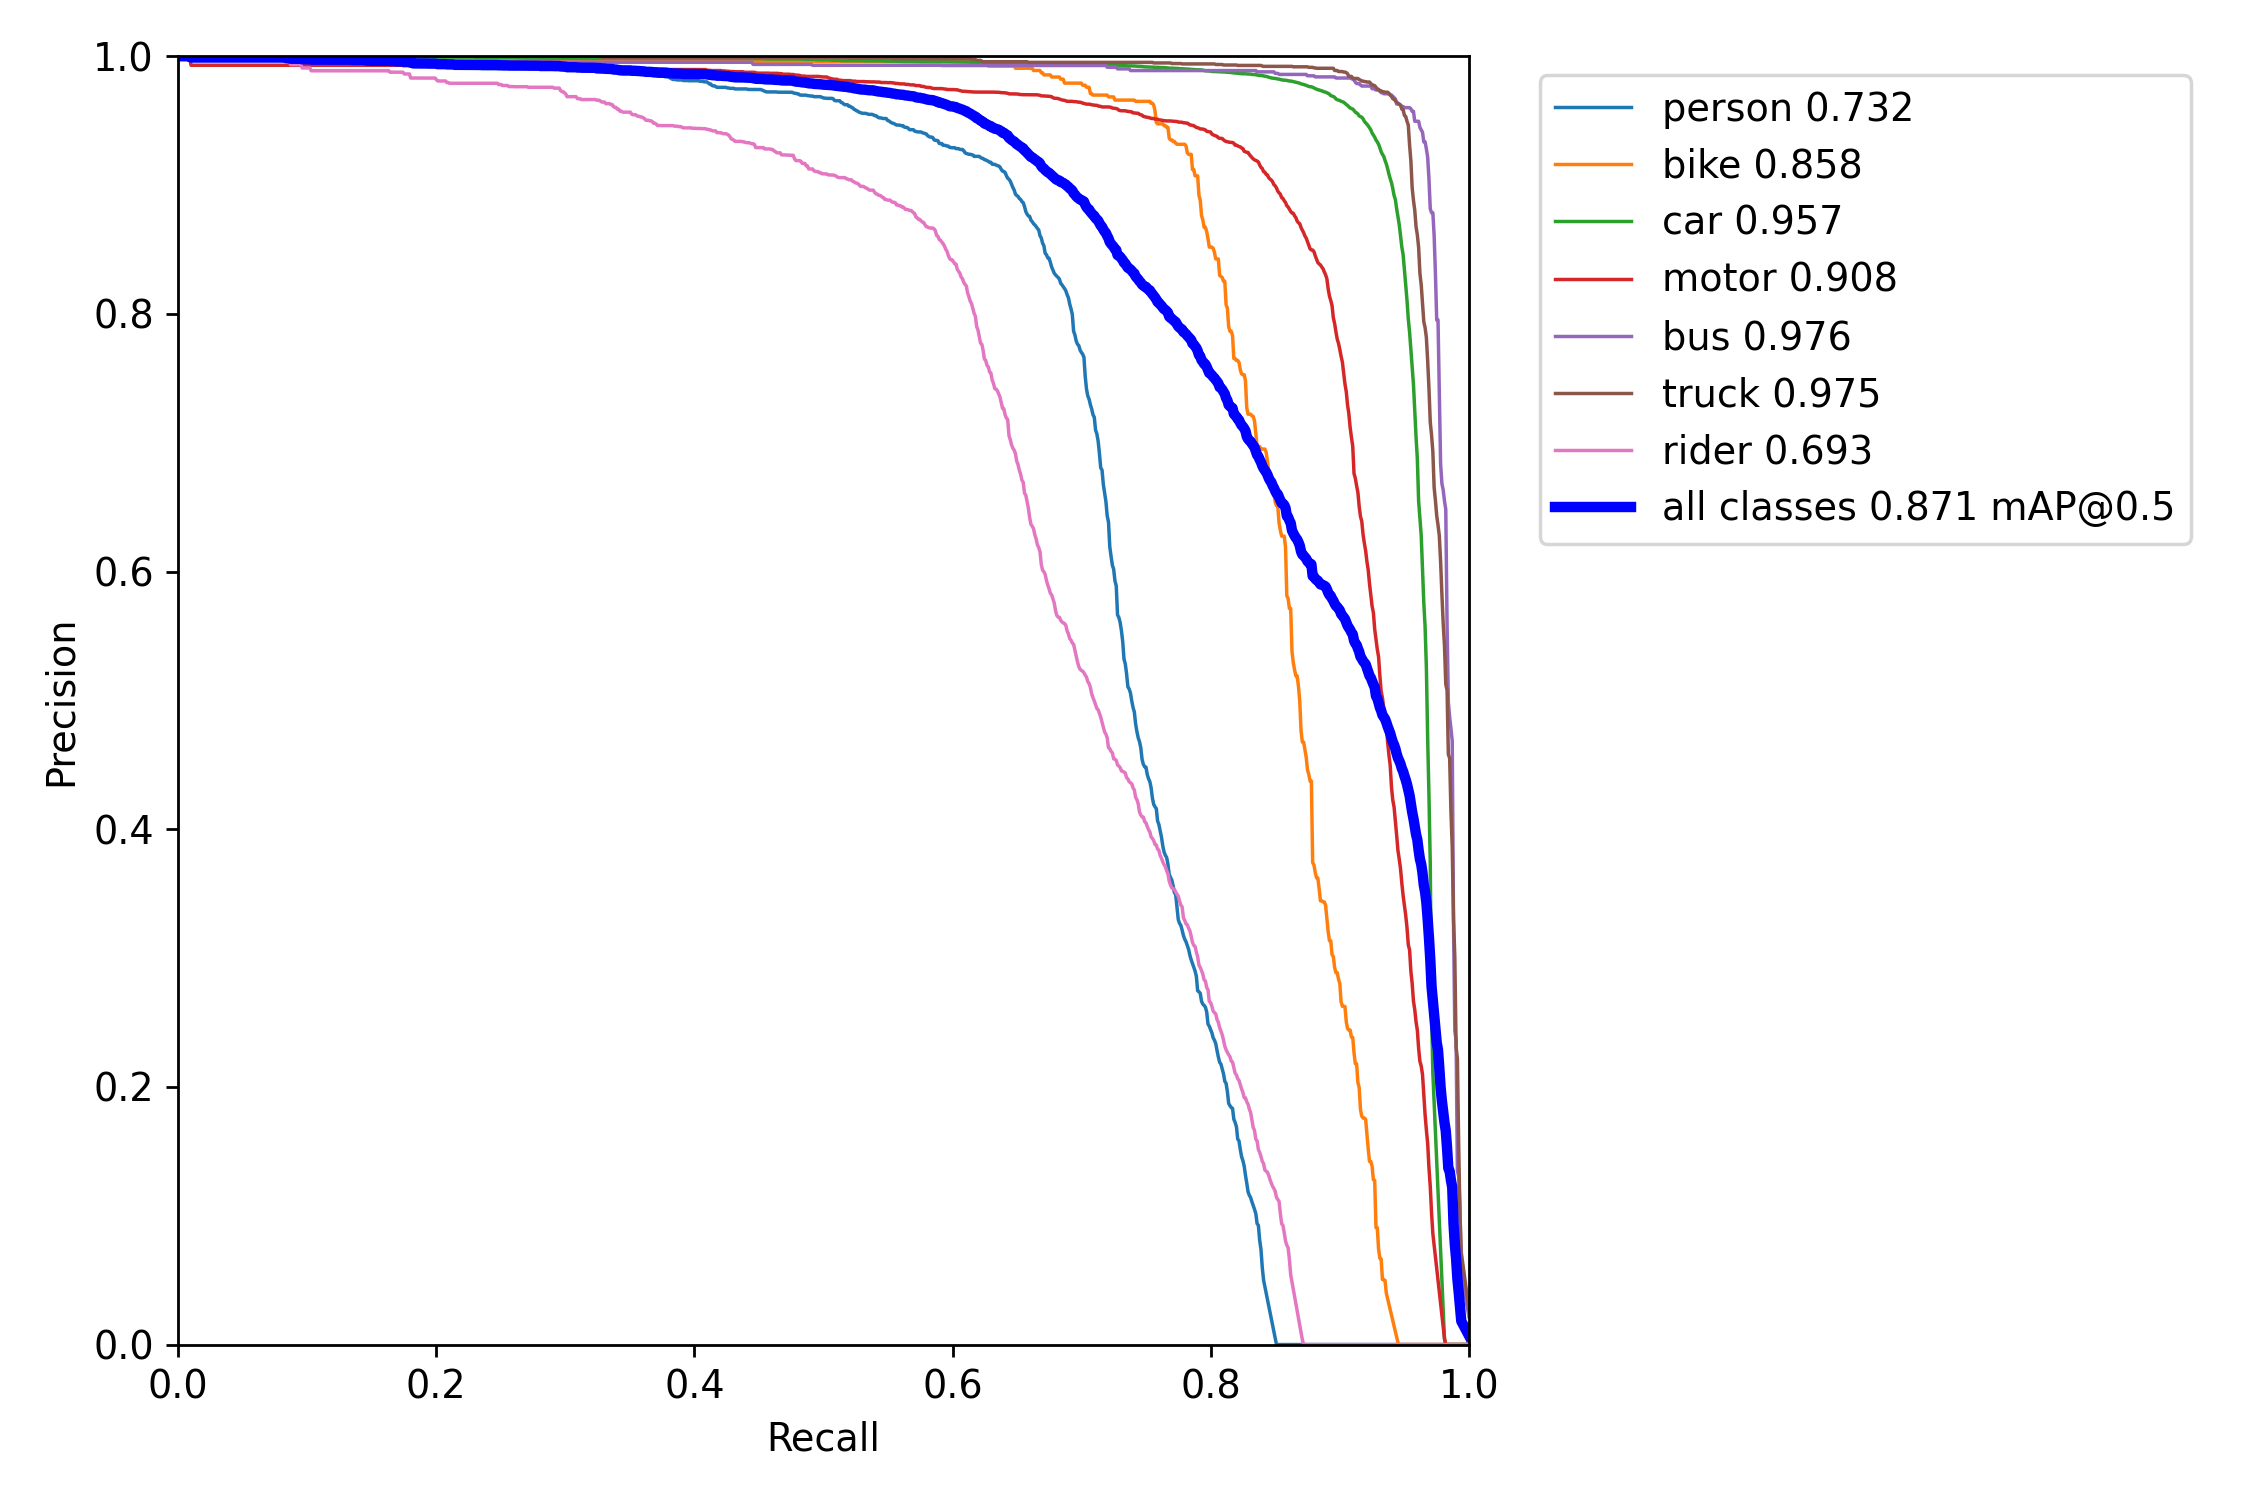 1.0
0.8
0.6
0.4
0.2
0.0
Precision
0.0 0.2 0.4 0.6 0.8 1.0
Recall
person 0.732
bike 0.858
car 0.957
motor 0.908
bus 0.976
truck 0.975
rider 0.693
all classes 0.871 mAP@0.5